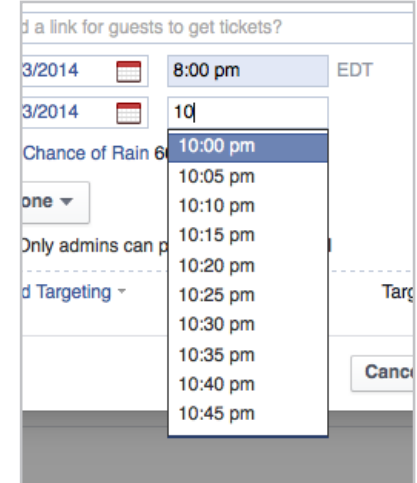 d a link for guests to get tickets?
3/2014 8:00 pm EDT
3/2014 10
Chance of Rain 6
10:00 pm
10:05 pm
one
10:10 pm
10:15 pm
Only admins can p l
10:20 pm
d Targeting 10:25 pm Targ
10:30 pm
10:35 pm
Cance
10:40 pm
10:45 pm